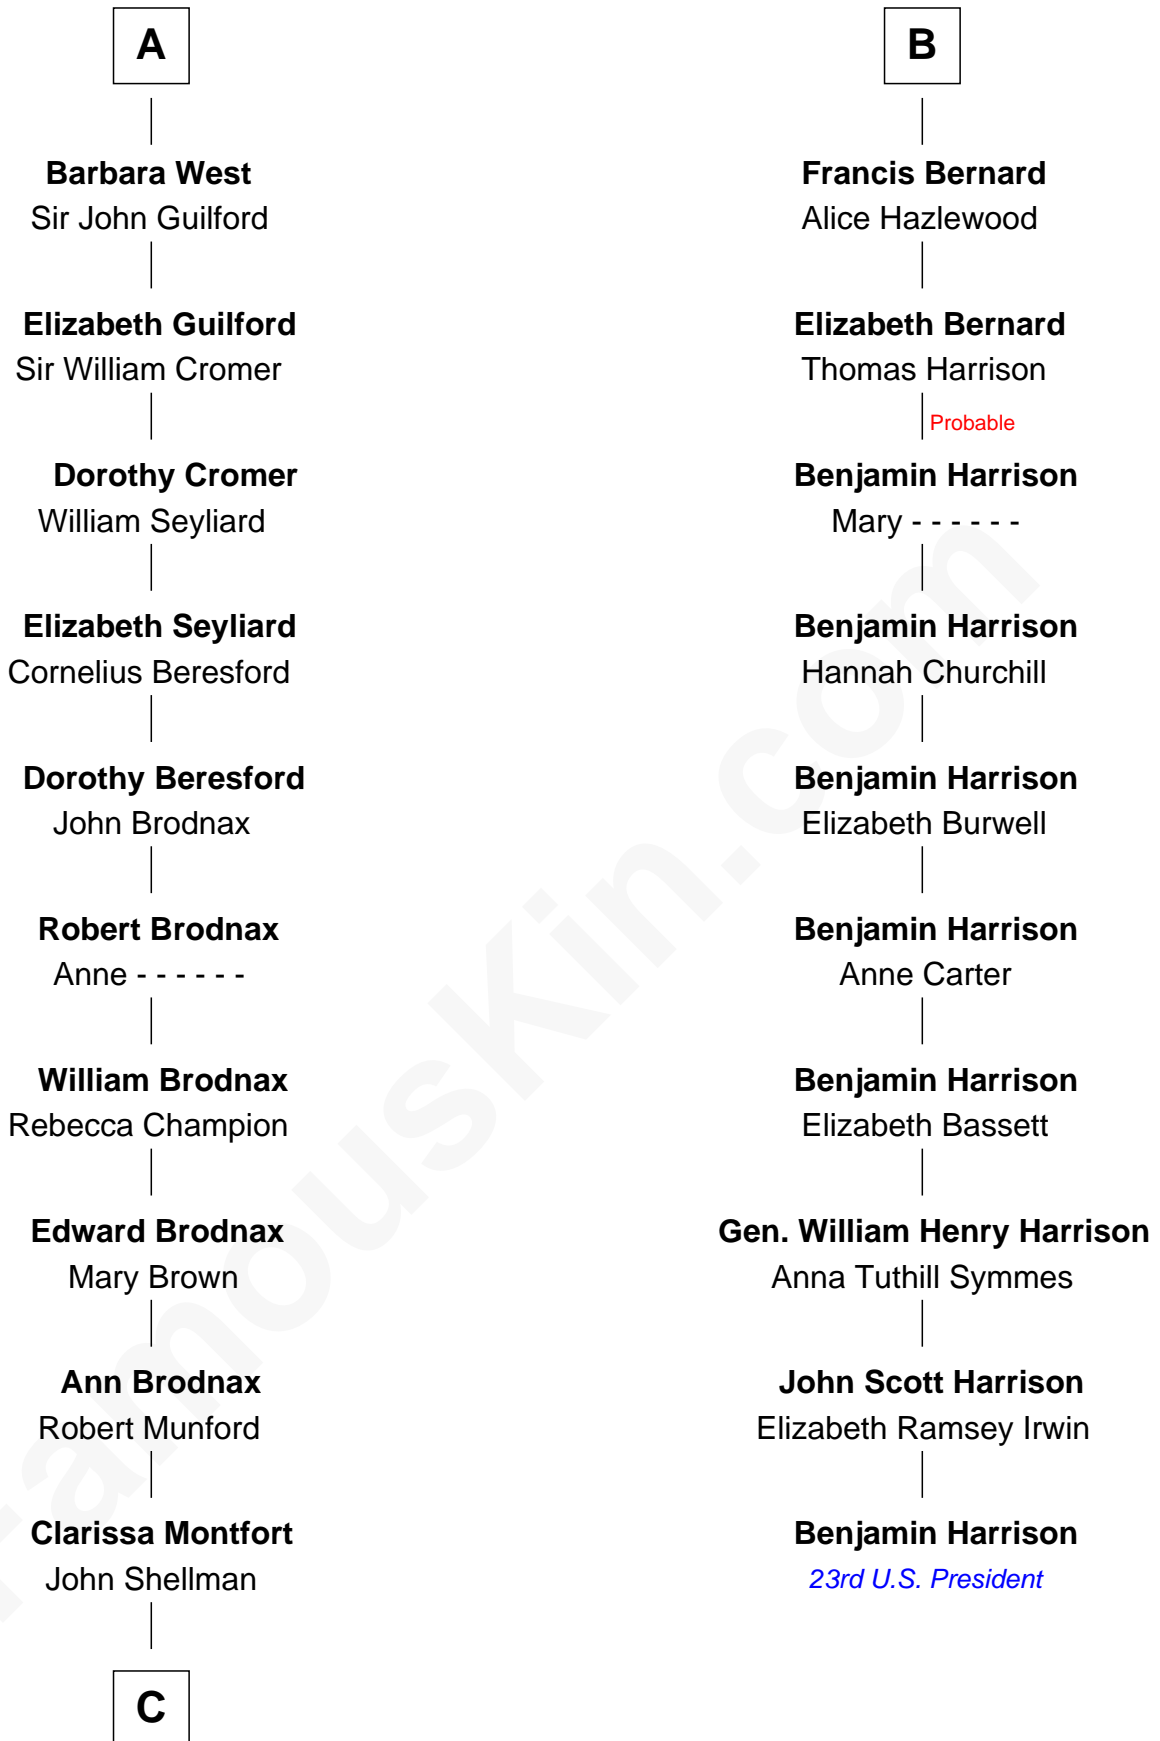 A
Barbara West
Sir John Guilford
Elizabeth Guilford
Sir William Cromer
Dorothy Cromer
William Seyliard
Elizabeth Seyliard
Cornelius Beresford
Dorothy Beresford
John Brodnax
Robert Brodnax
Anne - - - - - -
William Brodnax
Rebecca Champion
Edward Brodnax
Mary Brown
Ann Brodnax
Robert Munford
Clarissa Montfort
John Shellman
C
B
Francis Bernard
Alice Hazlewood
Elizabeth Bernard
Thomas Harrison
Probable
Benjamin Harrison
Mary - - - - - -
Benjamin Harrison
Hannah Churchill
Benjamin Harrison
Elizabeth Burwell
Benjamin Harrison
Anne Carter
Benjamin Harrison
Elizabeth Bassett
Gen. William Henry Harrison
Anna Tuthill Symmes
John Scott Harrison
Elizabeth Ramsey Irwin
Benjamin Harrison
23rd U.S. President
FamousKin.com